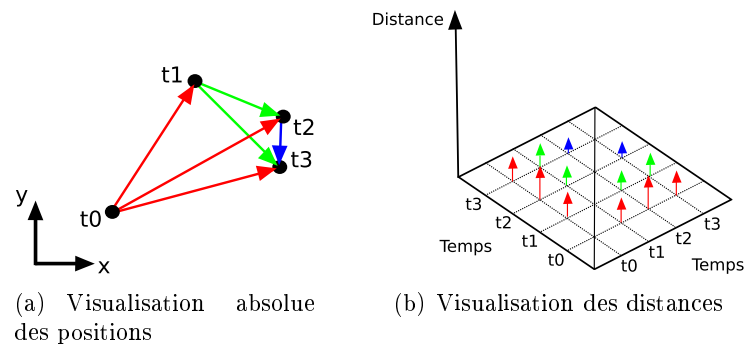 t1
t2
t3
t0
y
x
(a) Visualisation absolue
des positions
Distance
t3
t2
t1
t0
Temps
t0
t1
t2
t3
Temps
(b) Visualisation des distances